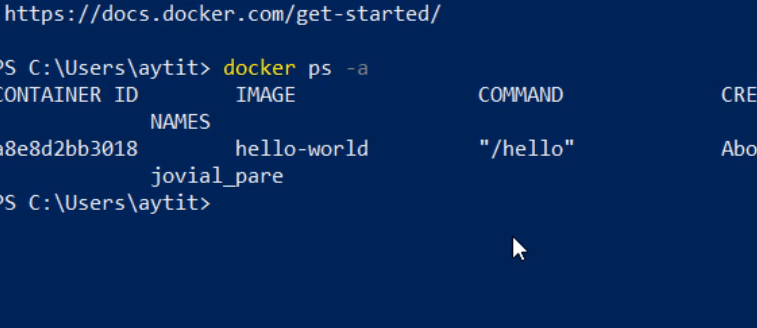 https://docs.docker.com/get-started/
PS C:\Users\aytit> docker ps -a
CONTAINER ID IMAGE COMMAND CRE
NAMES
a8e8d2bb3018 hello-world "/hello" Abo
jovial_pare
PS C:\Users\aytit>